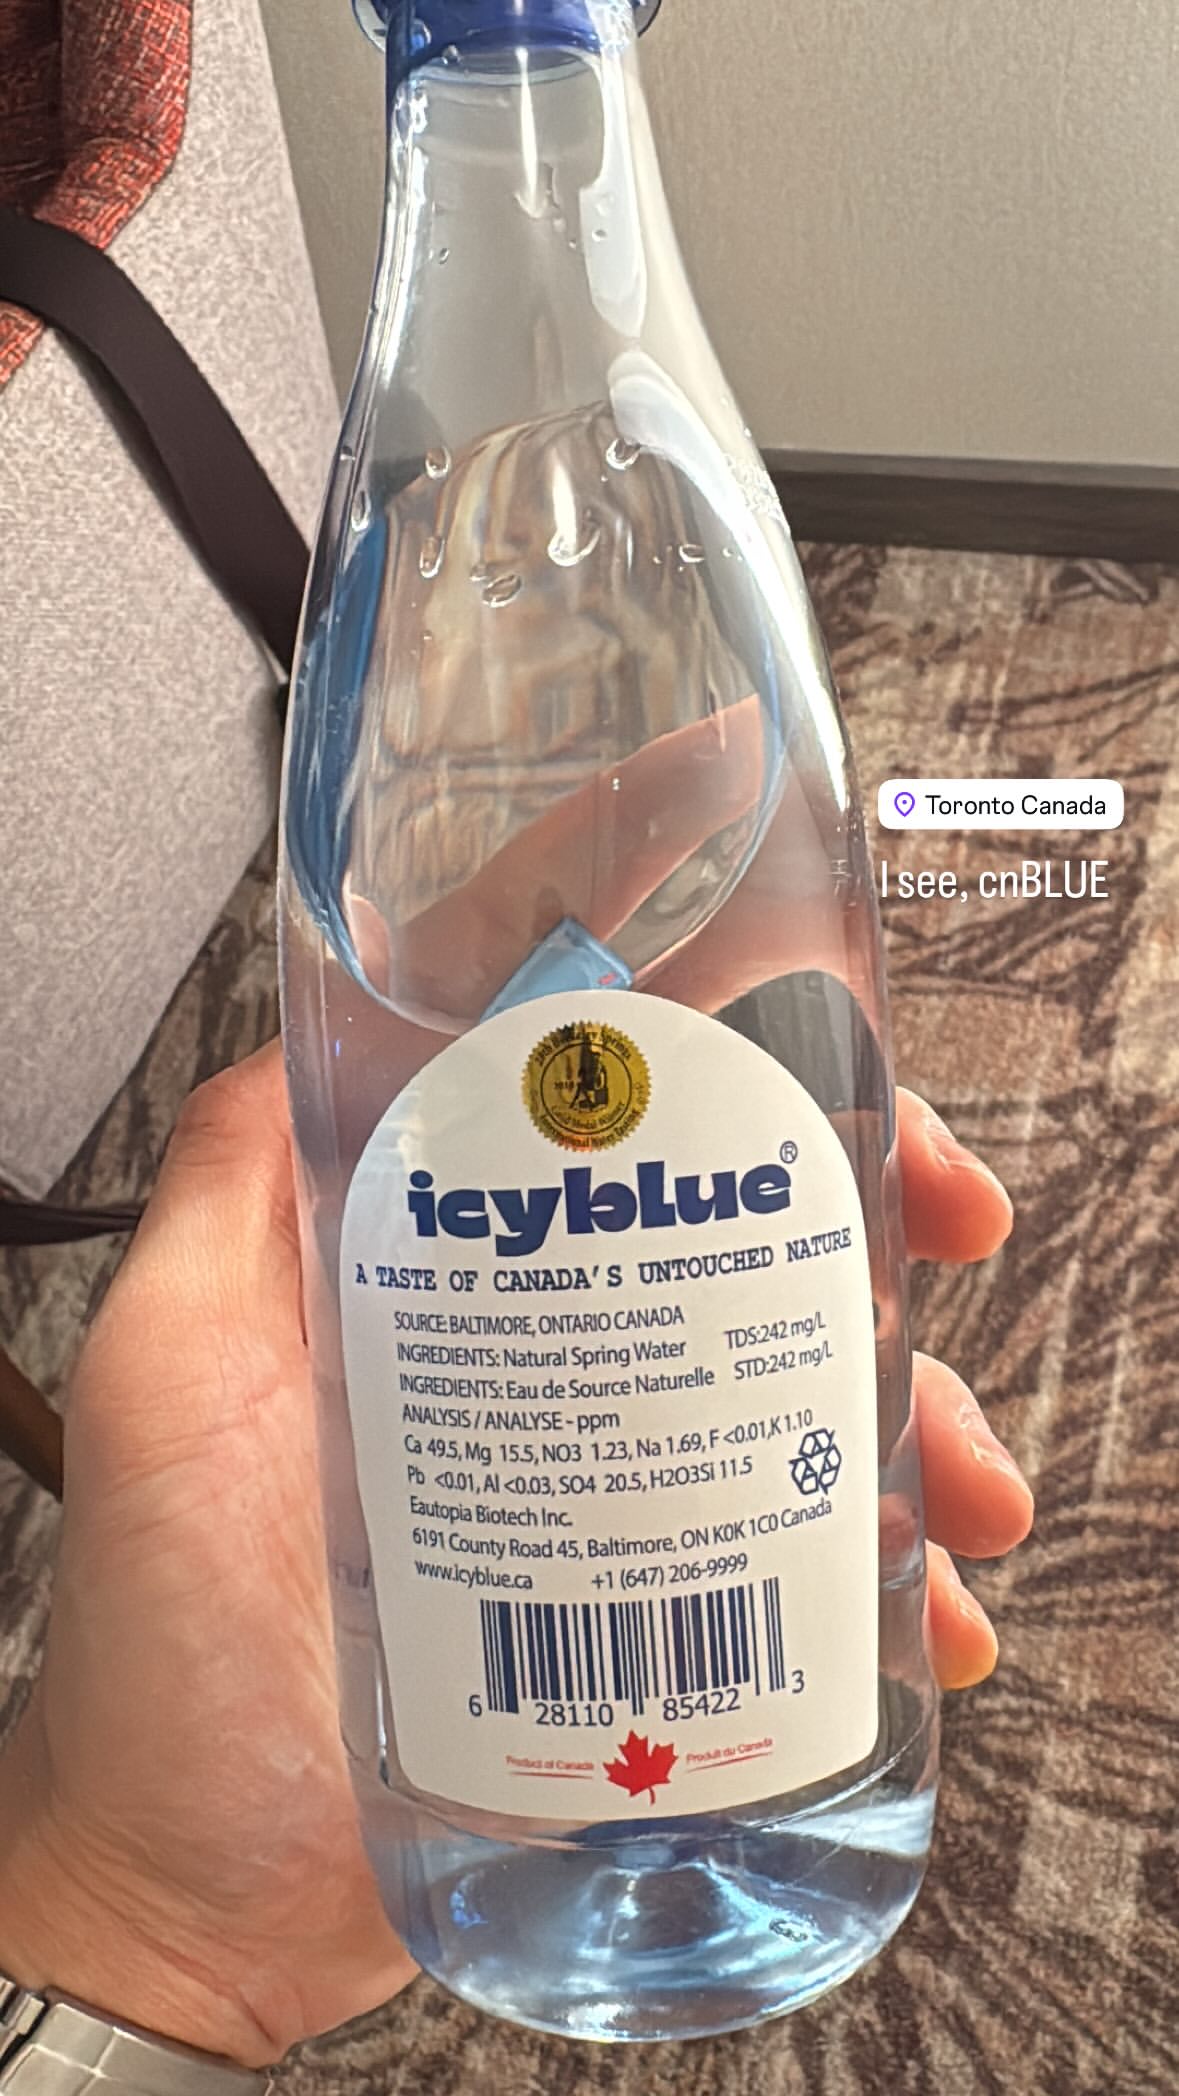 Toronto Canada
I see, cnBLUE
icyblue®
A TASTE OF CANADA'S UNTOUCHED NATURE
SOURCE:BALTIMORE, ONTARIO CANADA
INGREDIENTS: Natural Spring Water TDS:242 mg/L
INGREDIENTS: Eau de Source Naturelle STD:242 mg/L
ANALYSIS / ANALYSE - ppm
Ca 49.5, Mg 15.5, NO3 1.23, Na 1.69, F <0.01,K 1.10
Pb <0.01, Al <0.03, SO4 20.5, H2O3Si 11.5
Eautopia Biotech Inc.
6191 County Road 45, Baltimore, ON K0K 1C0 Canada
www.icyblue.ca +1 (647) 206-9999
6 28110 85422 3
Product of Canada Produit du Canada